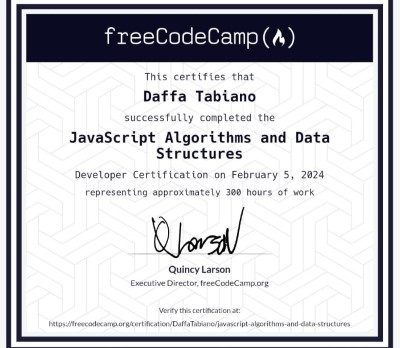 freeCodeCamp(🔥)
This certifies that
Daffa Tabiano
successfully completed the
JavaScript Algorithms and Data
Structures
Developer Certification on February 5, 2024
representing approximately 300 hours of work
QLarson
Quincy Larson
Executive Director, freeCodeCamp.org
Verify this certification at:
https://freecodecamp.org/certification/DaffaTabiano/javascript-algorithms-and-data-structures